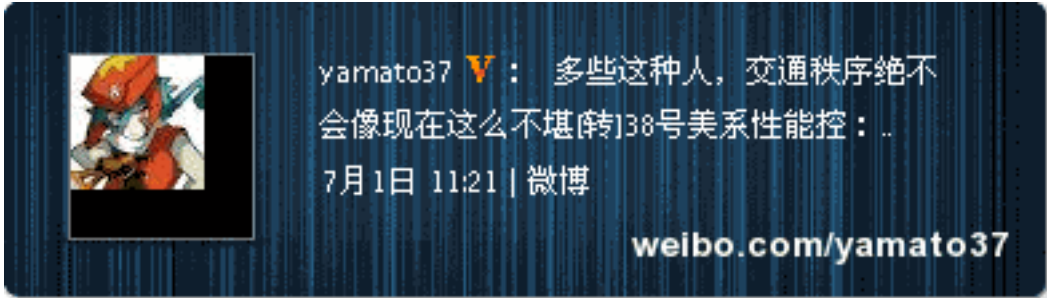 yamato37 V： 多些这种人，交通秩序绝不
会像现在这么不堪[转]38号美系性能控：..
7月1日 11:21 | 微博
weibo.com/yamato37